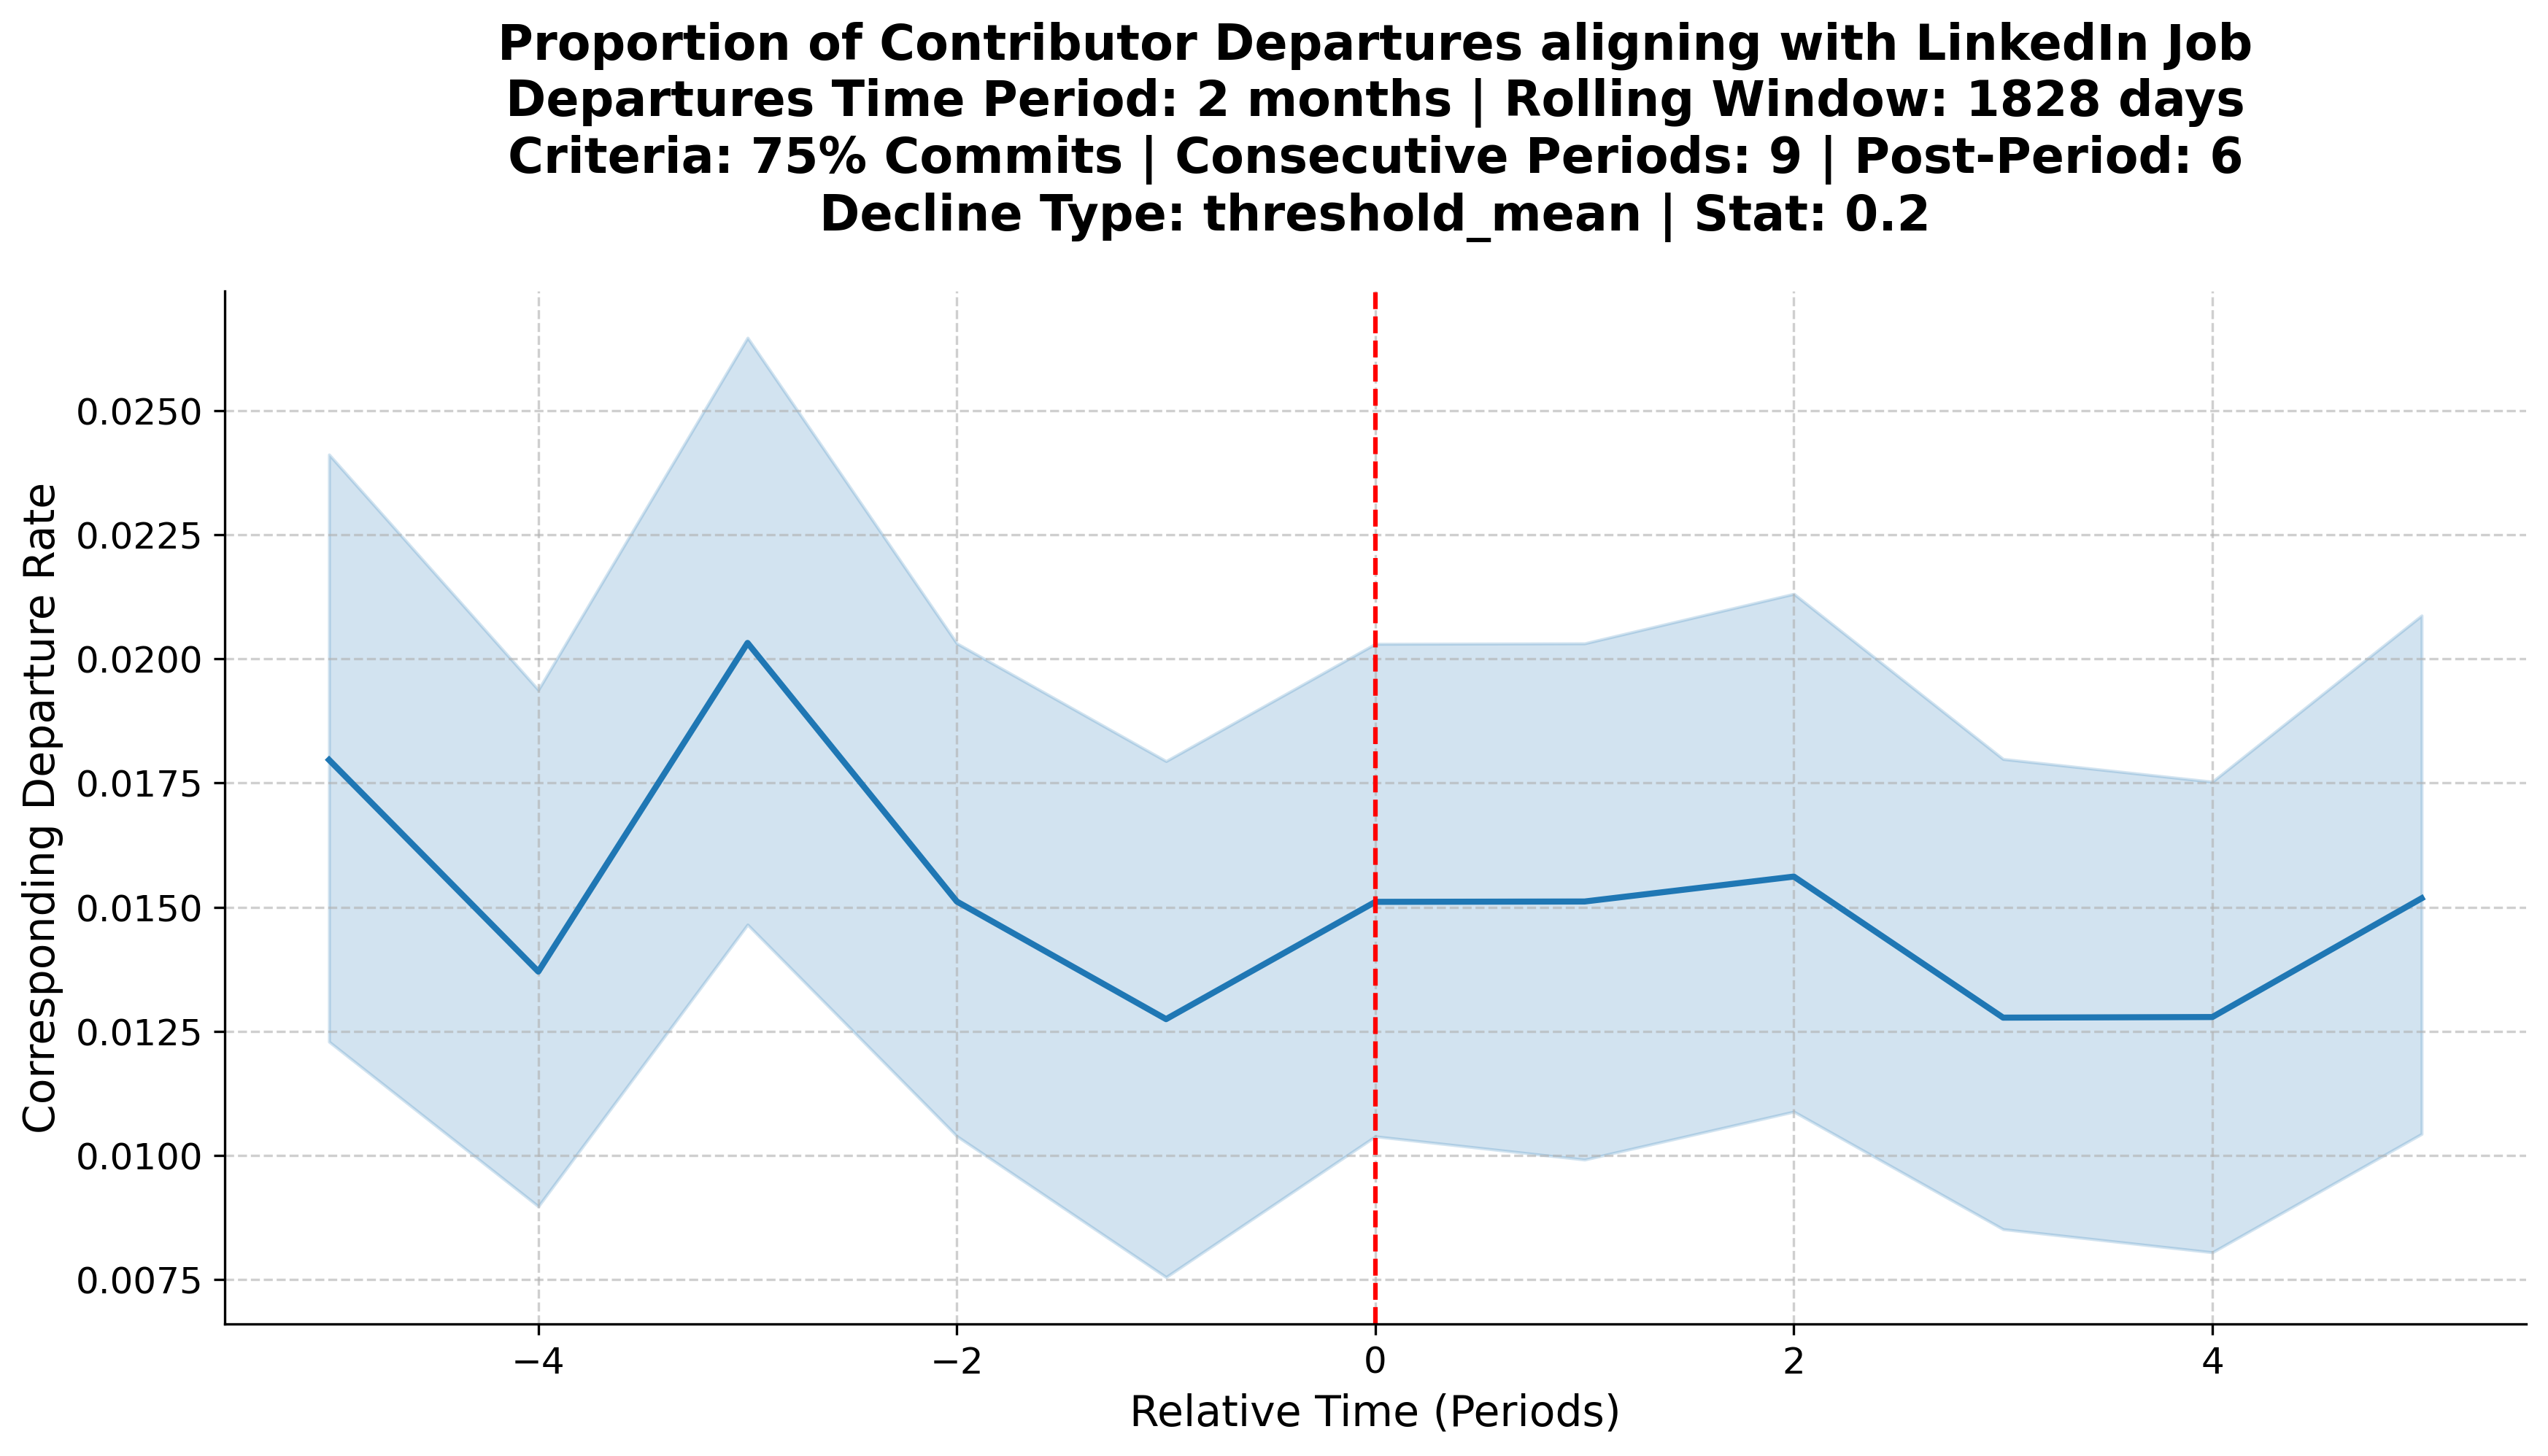 Proportion of Contributor Departures aligning with LinkedIn Job
Departures Time Period: 2 months | Rolling Window: 1828 days
Criteria: 75% Commits | Consecutive Periods: 9 | Post-Period: 6
Decline Type: threshold_mean | Stat: 0.2
Corresponding Departure Rate
0.0250
0.0225
0.0200
0.0175
0.0150
0.0125
0.0100
0.0075
−4
−2
0
2
4
Relative Time (Periods)